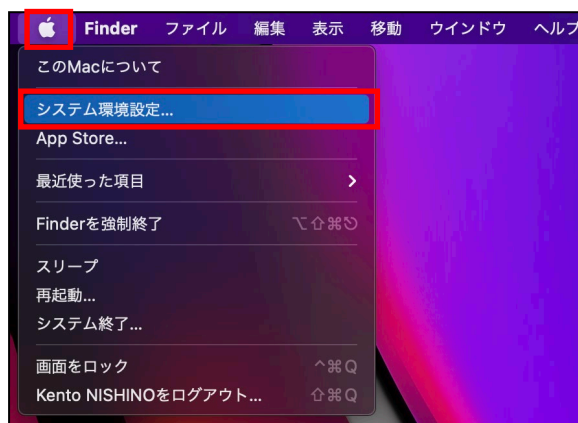 Finder ファイル 編集 表示 移動 ウインドウ ヘルプ
このMacについて
システム環境設定...
App Store...
最近使った項目
Finderを強制終了 ⌥⇧⌘⎋
スリープ
再起動...
システム終了...
画面をロック ^⌘Q
Kento NISHINOをログアウト... ⇧⌘Q